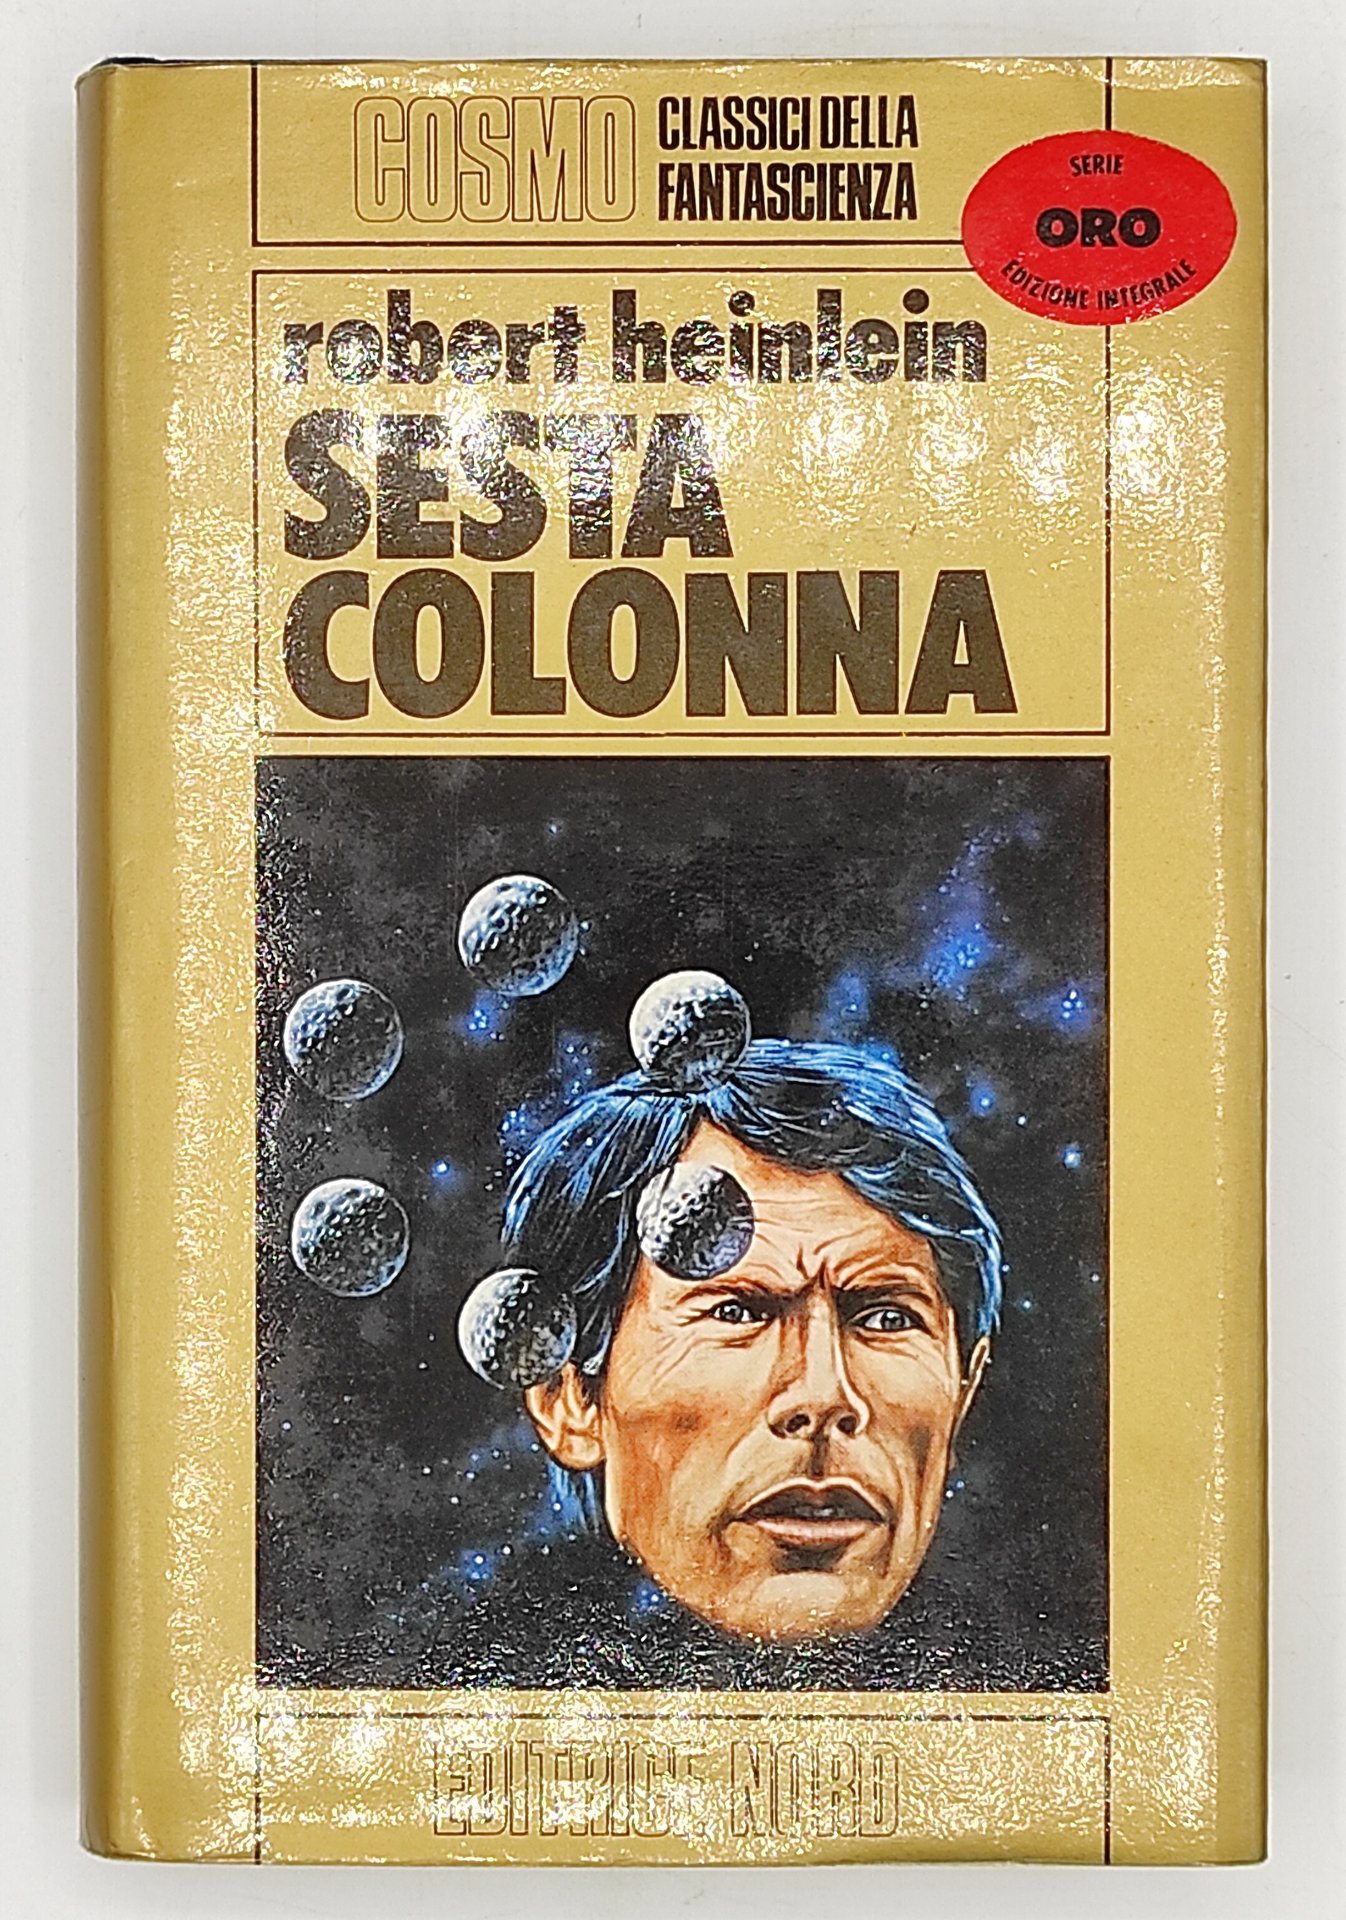 COSMO
CLASSICI DELLA
FANTASCIENZA
SERIE
ORO
EDIZIONE INTEGRALE
robert heinlein
SESTA
COLONNA
EDITRICE NORD